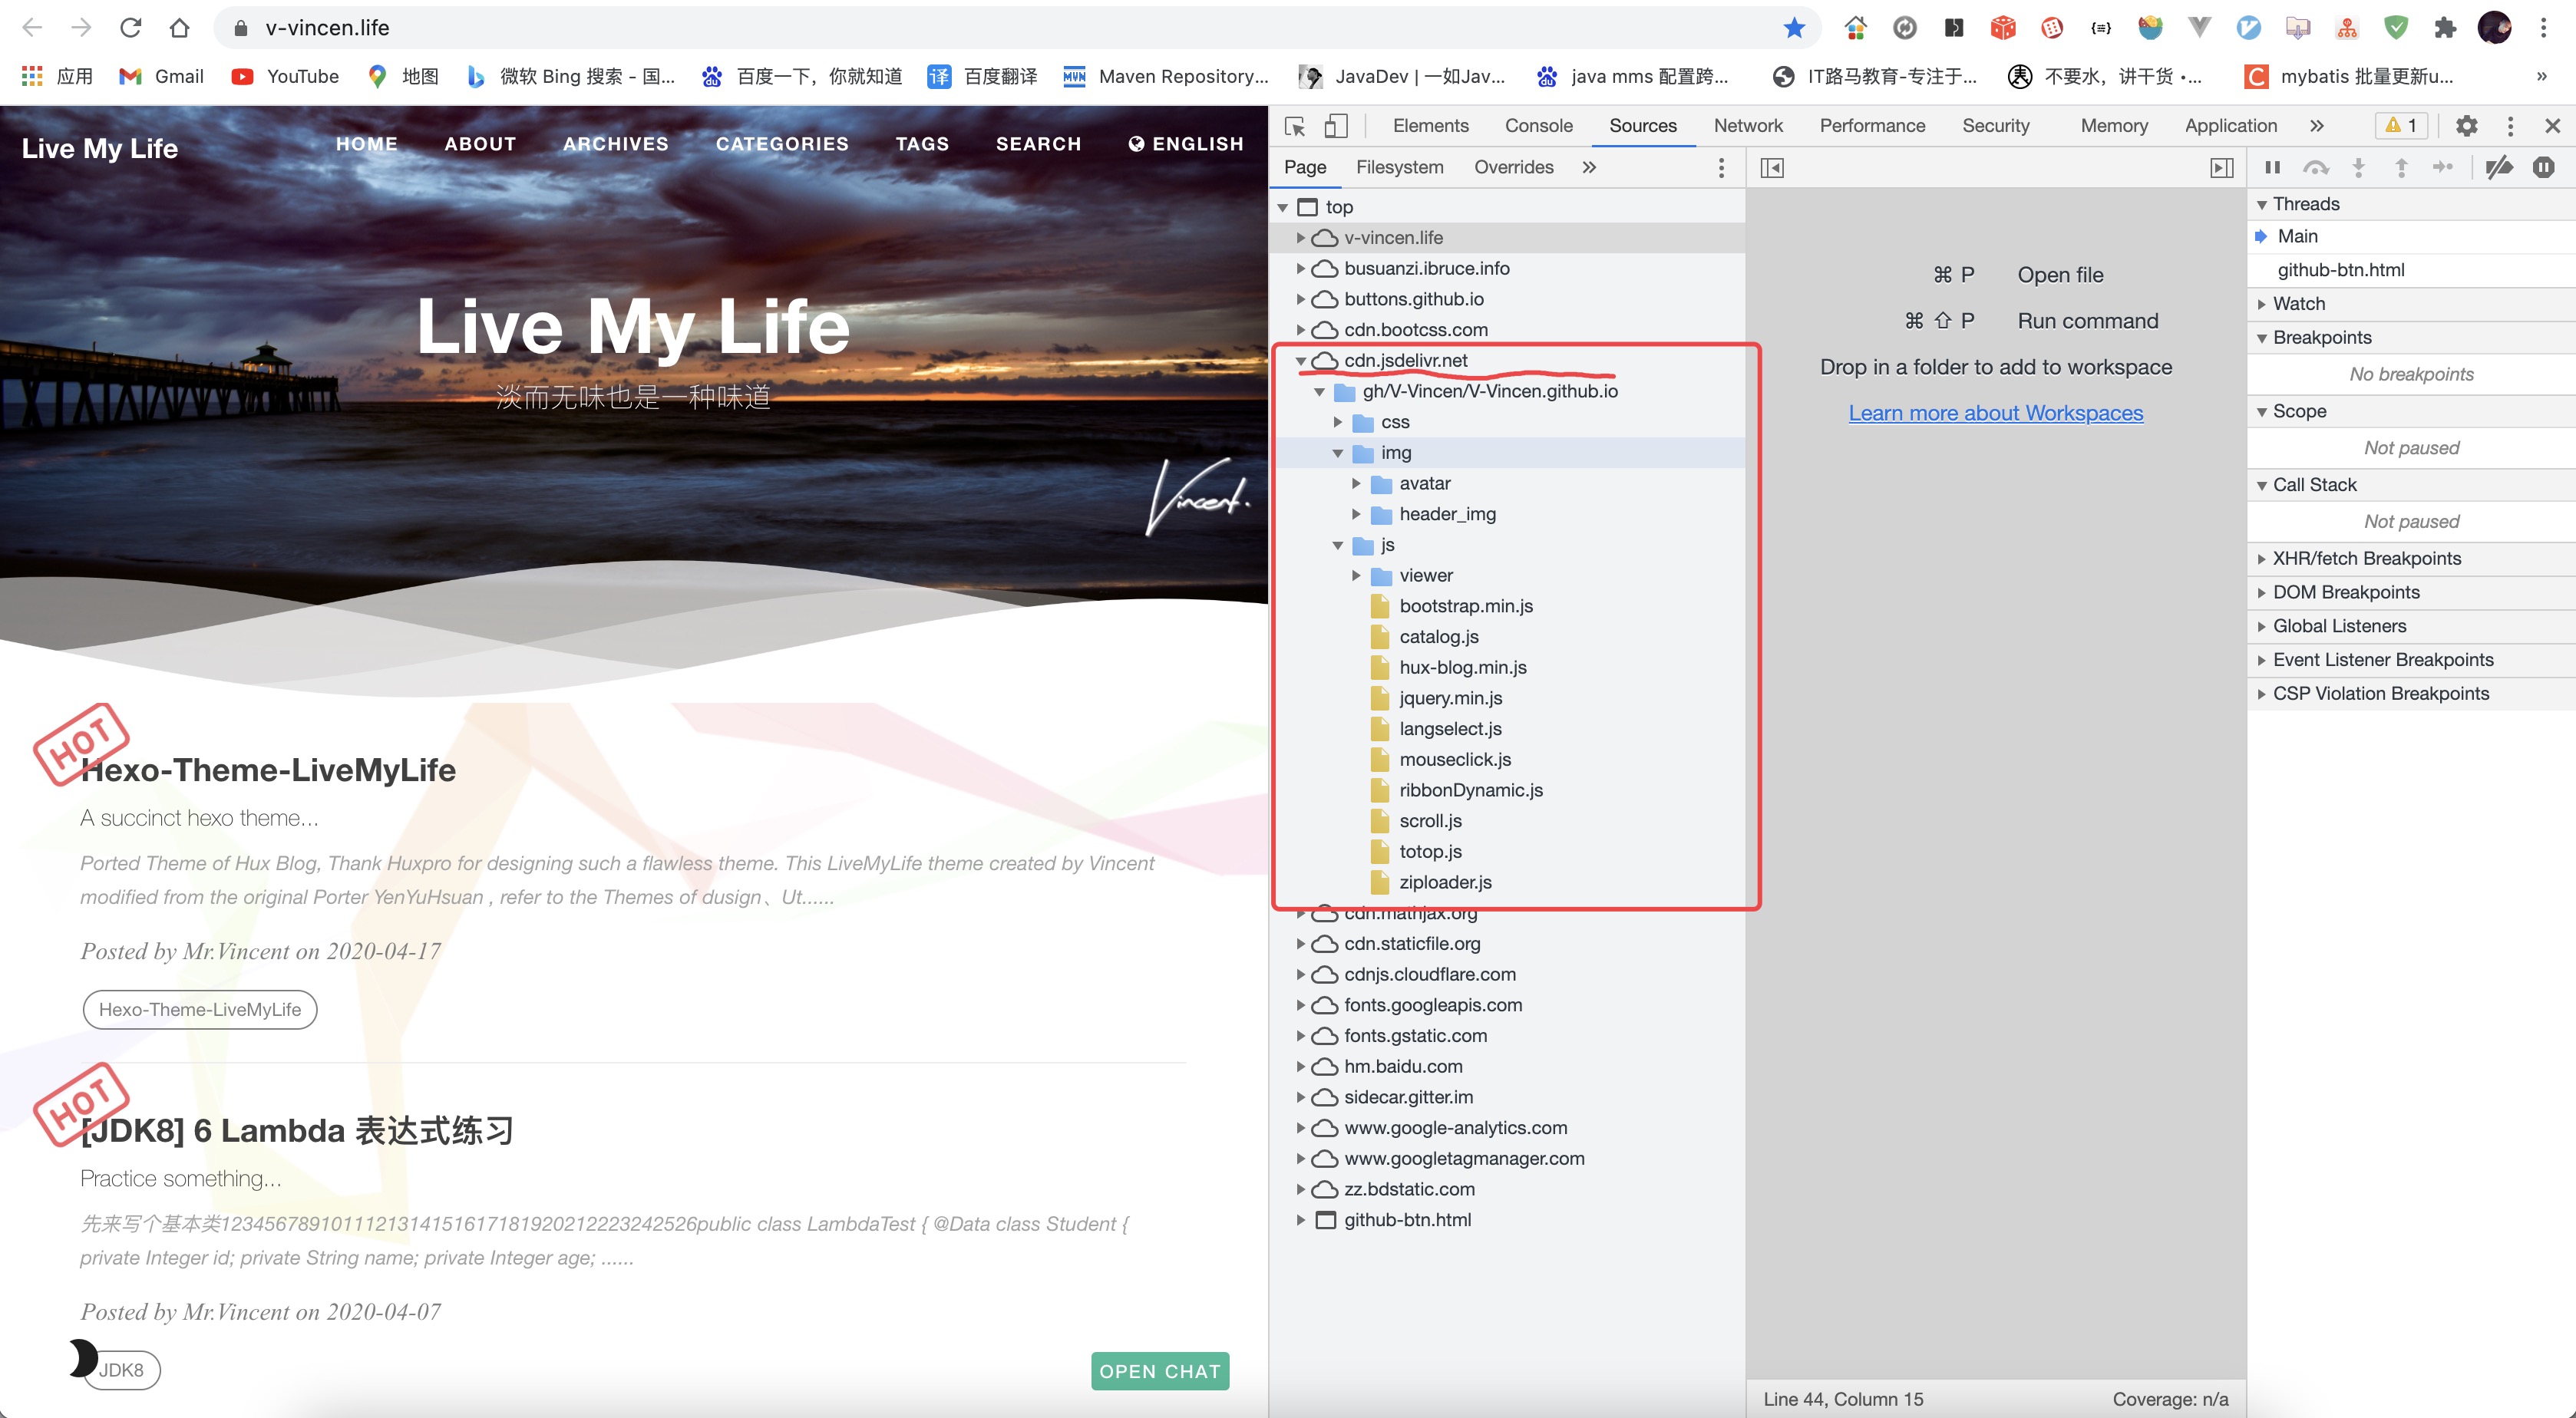 v-vincen.life
应用 Gmail YouTube 地图 微软 Bing 搜索 - 国... 百度一下，你就知道 译 百度翻译 MVN Maven Repository... JavaDev | 一如Jav... du java mms 配置跨... IT路马教育-专注于... 不要水，讲干货 •... C mybatis 批量更新u... »
Live My Life HOME ABOUT ARCHIVES CATEGORIES TAGS SEARCH ENGLISH
Live My Life
淡而无味也是一种味道
Vincent.
HOT
Hexo-Theme-LiveMyLife
A succinct hexo theme...
Ported Theme of Hux Blog, Thank Huxpro for designing such a flawless theme. This LiveMyLife theme created by Vincent
modified from the original Porter YenYuHsuan , refer to the Themes of dusign、Ut......
Posted by Mr.Vincent on 2020-04-17
Hexo-Theme-LiveMyLife
HOT
[JDK8] 6 Lambda 表达式练习
Practice something...
先来写个基本类1234567891011121314151617181920212223242526public class LambdaTest { @Data class Student {
private Integer id; private String name; private Integer age; ......
Posted by Mr.Vincent on 2020-04-07
JDK8
OPEN CHAT
Elements Console Sources Network Performance Security Memory Application » 1
Page Filesystem Overrides »
top
v-vincen.life
busuanzi.ibruce.info
buttons.github.io
cdn.bootcss.com
cdn.jsdelivr.net
gh/V-Vincen/V-Vincen.github.io
css
img
avatar
header_img
js
viewer
bootstrap.min.js
catalog.js
hux-blog.min.js
jquery.min.js
langselect.js
mouseclick.js
ribbonDynamic.js
scroll.js
totop.js
ziploader.js
cdn.mathjax.org
cdn.staticfile.org
cdnjs.cloudflare.com
fonts.googleapis.com
fonts.gstatic.com
hm.baidu.com
sidecar.gitter.im
www.google-analytics.com
www.googletagmanager.com
zz.bdstatic.com
github-btn.html
⌘ P Open file
⌘ ⇧ P Run command
Drop in a folder to add to workspace
Learn more about Workspaces
Line 44, Column 15 Coverage: n/a
Threads
Main
github-btn.html
Watch
Breakpoints
No breakpoints
Scope
Not paused
Call Stack
Not paused
XHR/fetch Breakpoints
DOM Breakpoints
Global Listeners
Event Listener Breakpoints
CSP Violation Breakpoints